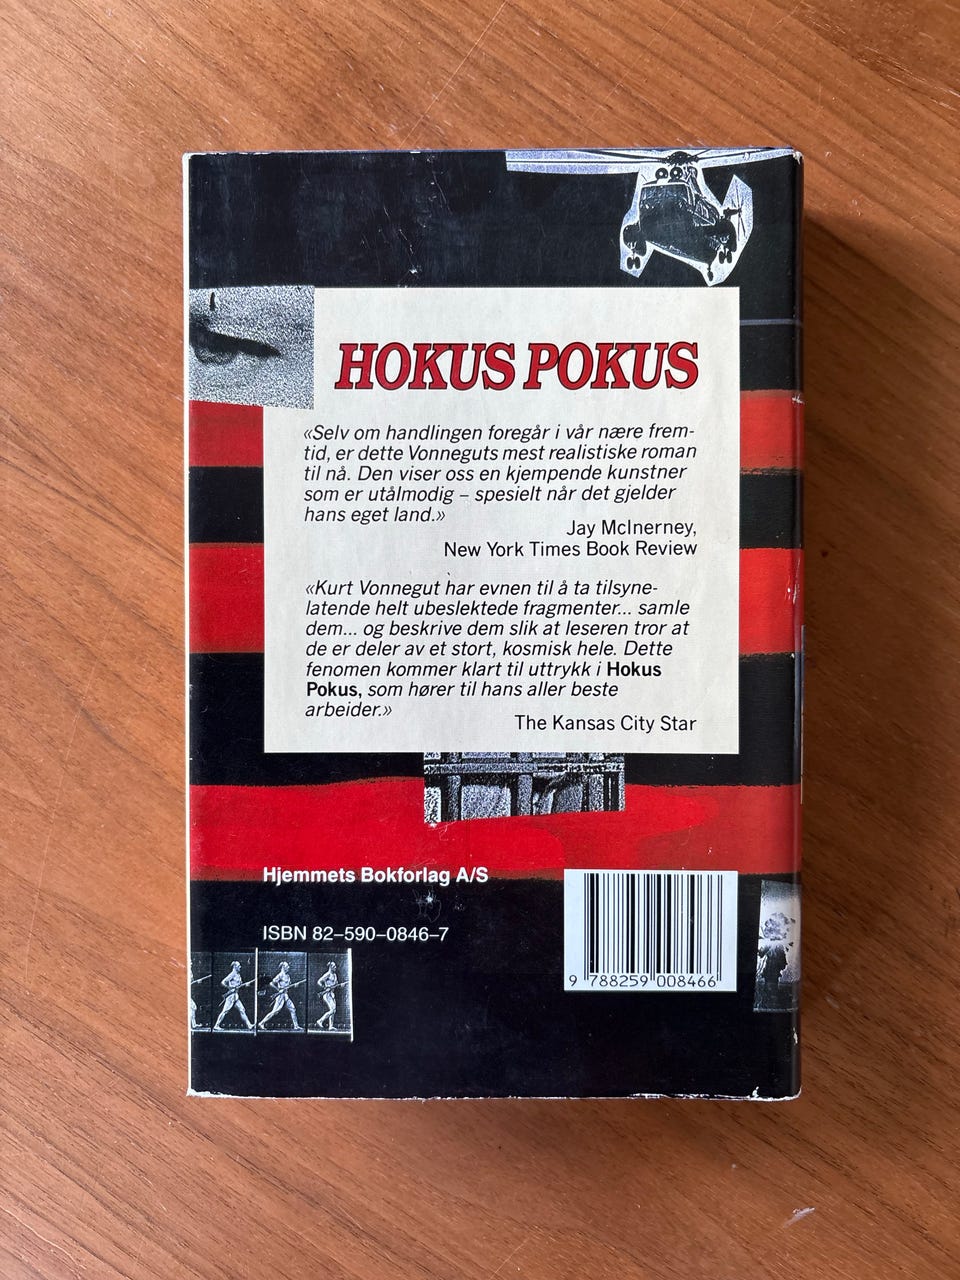 HOKUS POKUS
«Selv om handlingen foregår i vår nære frem-
tid, er dette Vonneguts mest realistiske roman
til nå. Den viser oss en kjempende kunstner
som er utålmodig – spesielt når det gjelder
hans eget land.»
Jay McInerney,
New York Times Book Review
«Kurt Vonnegut har evnen til å ta tilsyne-
latende helt ubeslektede fragmenter... samle
dem... og beskrive dem slik at leseren tror at
de er deler av et stort, kosmisk hele. Dette
fenomen kommer klart til uttrykk i Hokus
Pokus, som hører til hans aller beste
arbeider.»
The Kansas City Star
Hjemmets Bokforlag A/S
ISBN 82–590–0846–7
9 788259 008466